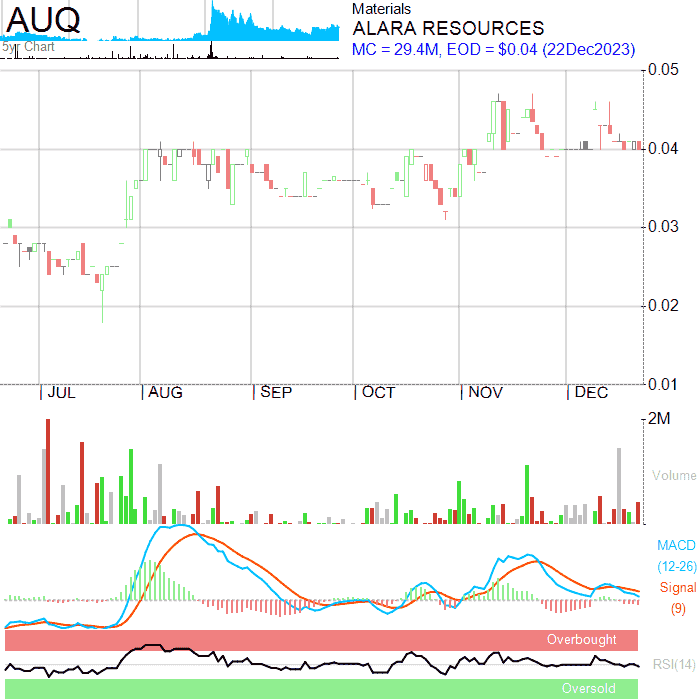 AUQ
5yr Chart
Materials
ALARA RESOURCES
MC = 29.4M, EOD = $0.04 (22Dec2023)
0.05
0.04
0.03
0.02
0.01
JUL AUG SEP OCT NOV DEC
2M
Volume
MACD
(12-26)
Signal
(9)
Overbought
RSI(14)
Oversold